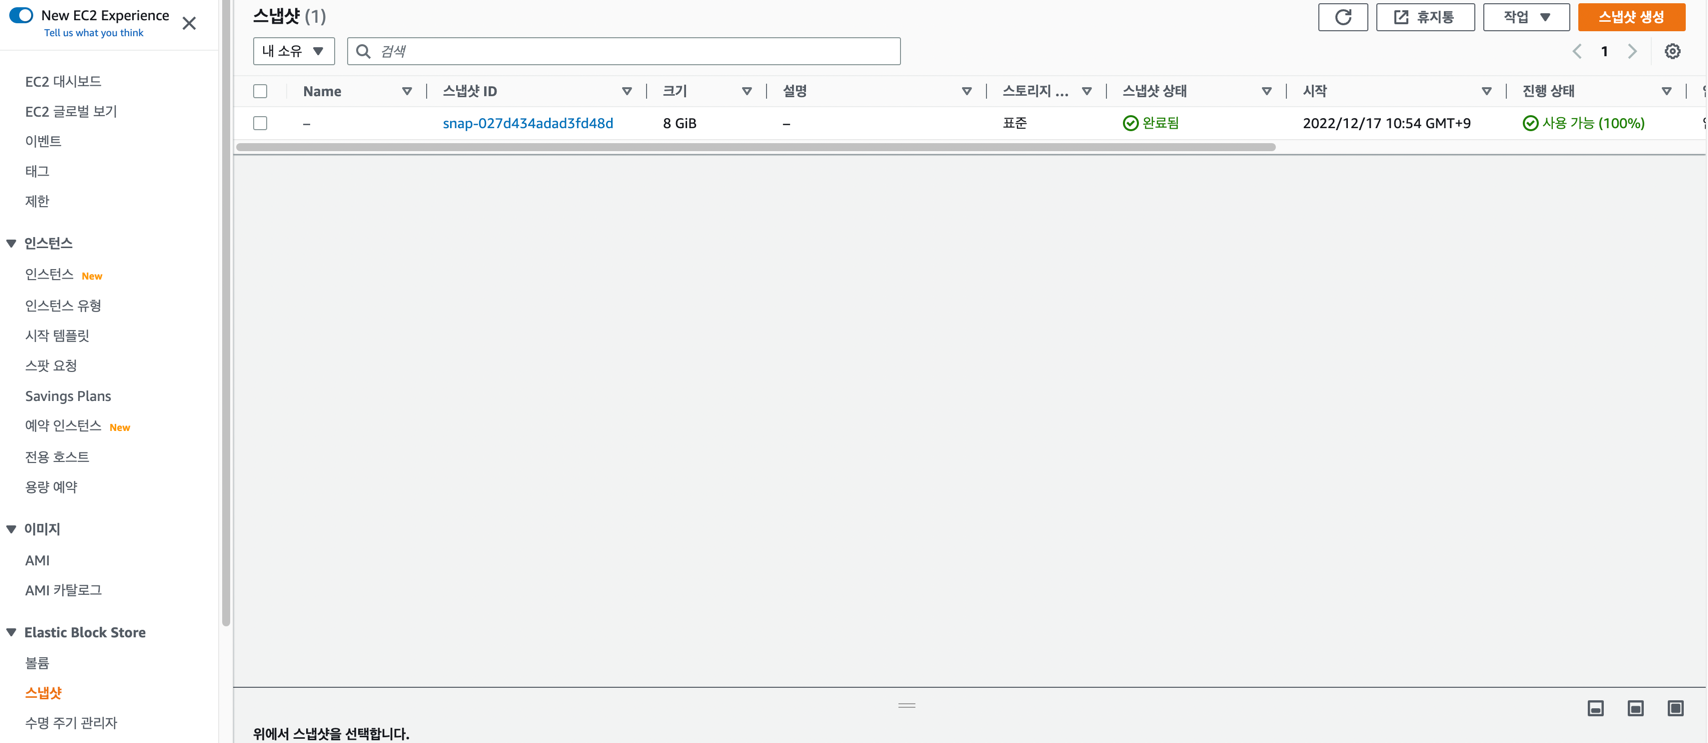 New EC2 Experience
Tell us what you think
EC2 대시보드
EC2 글로벌 보기
이벤트
태그
제한
인스턴스
인스턴스 New
인스턴스 유형
시작 템플릿
스팟 요청
Savings Plans
예약 인스턴스 New
전용 호스트
용량 예약
이미지
AMI
AMI 카탈로그
Elastic Block Store
볼륨
스냅샷
수명 주기 관리자
스냅샷 (1)
휴지통
작업
스냅샷 생성
내 소유
검색
1
Name 스냅샷 ID 크기 설명 스토리지 ... 스냅샷 상태 시작 진행 상태
– snap-027d434adad3fd48d 8 GiB – 표준 완료됨 2022/12/17 10:54 GMT+9 사용 가능 (100%)
위에서 스냅샷을 선택합니다.